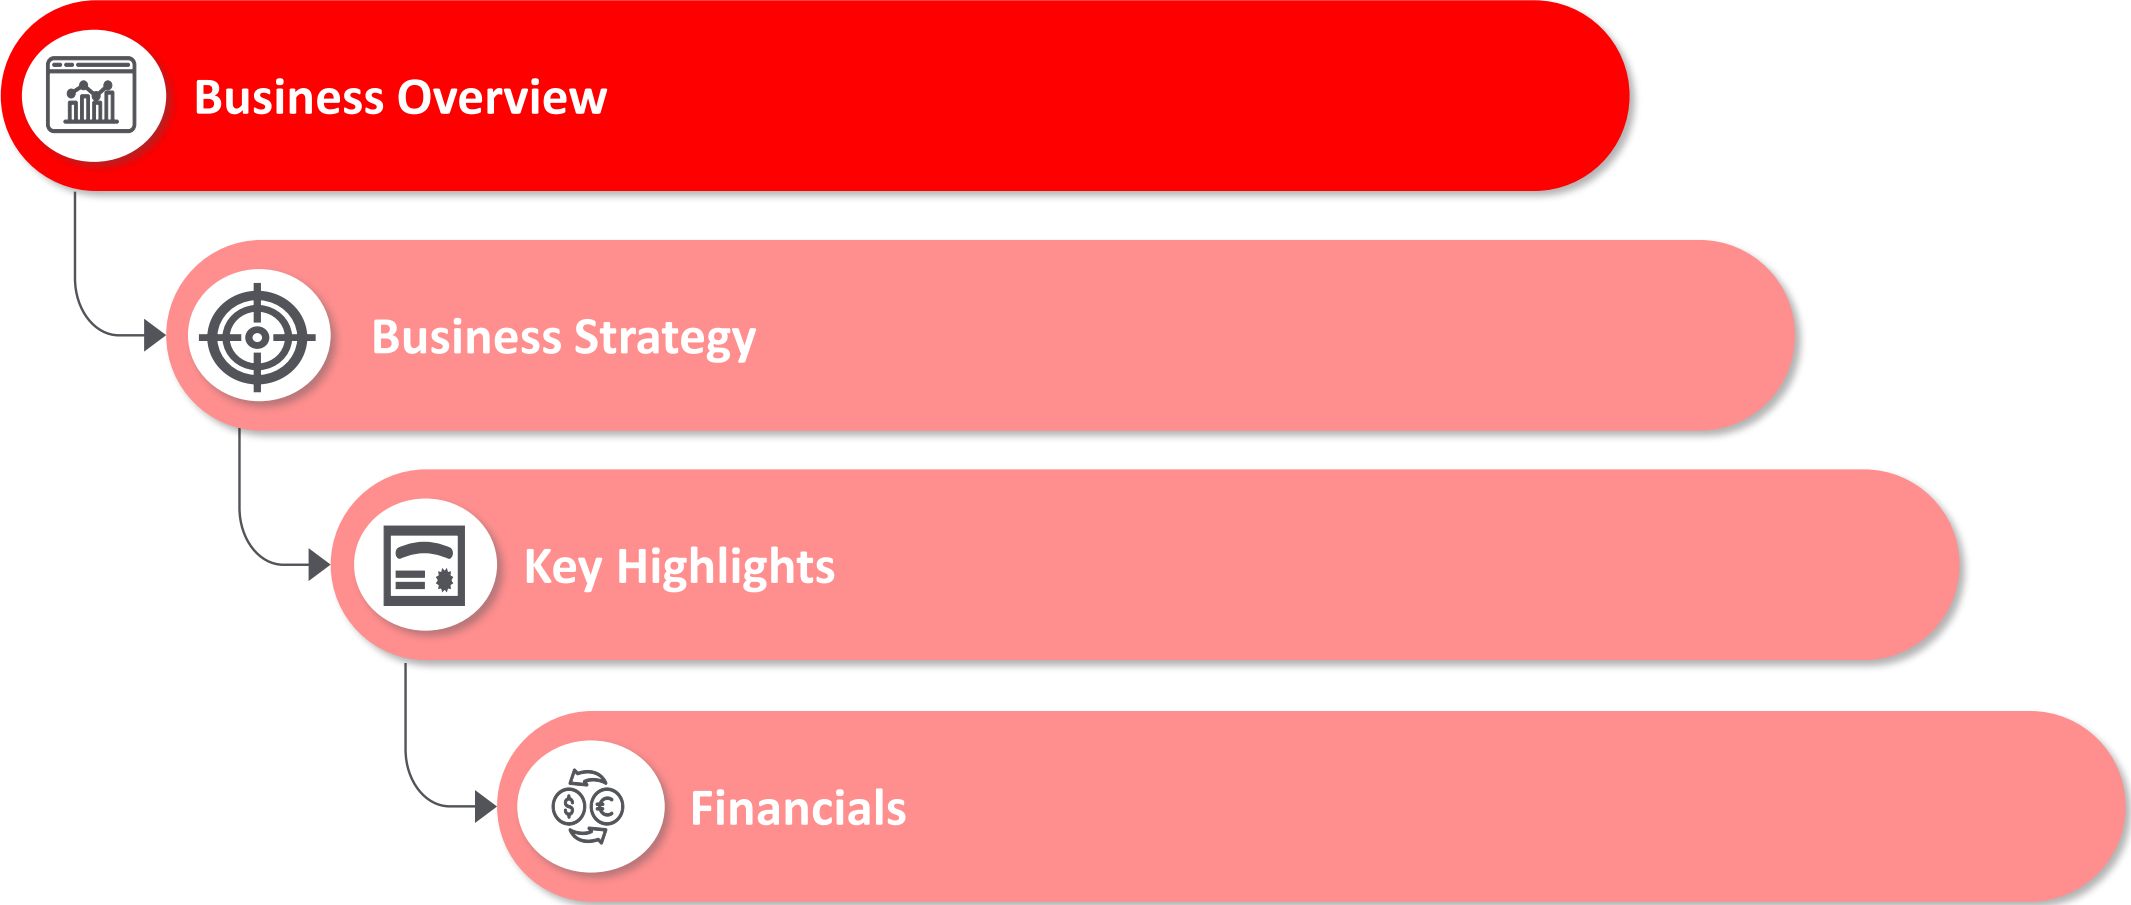 Business Overview
Business Strategy
Key Highlights
Financials